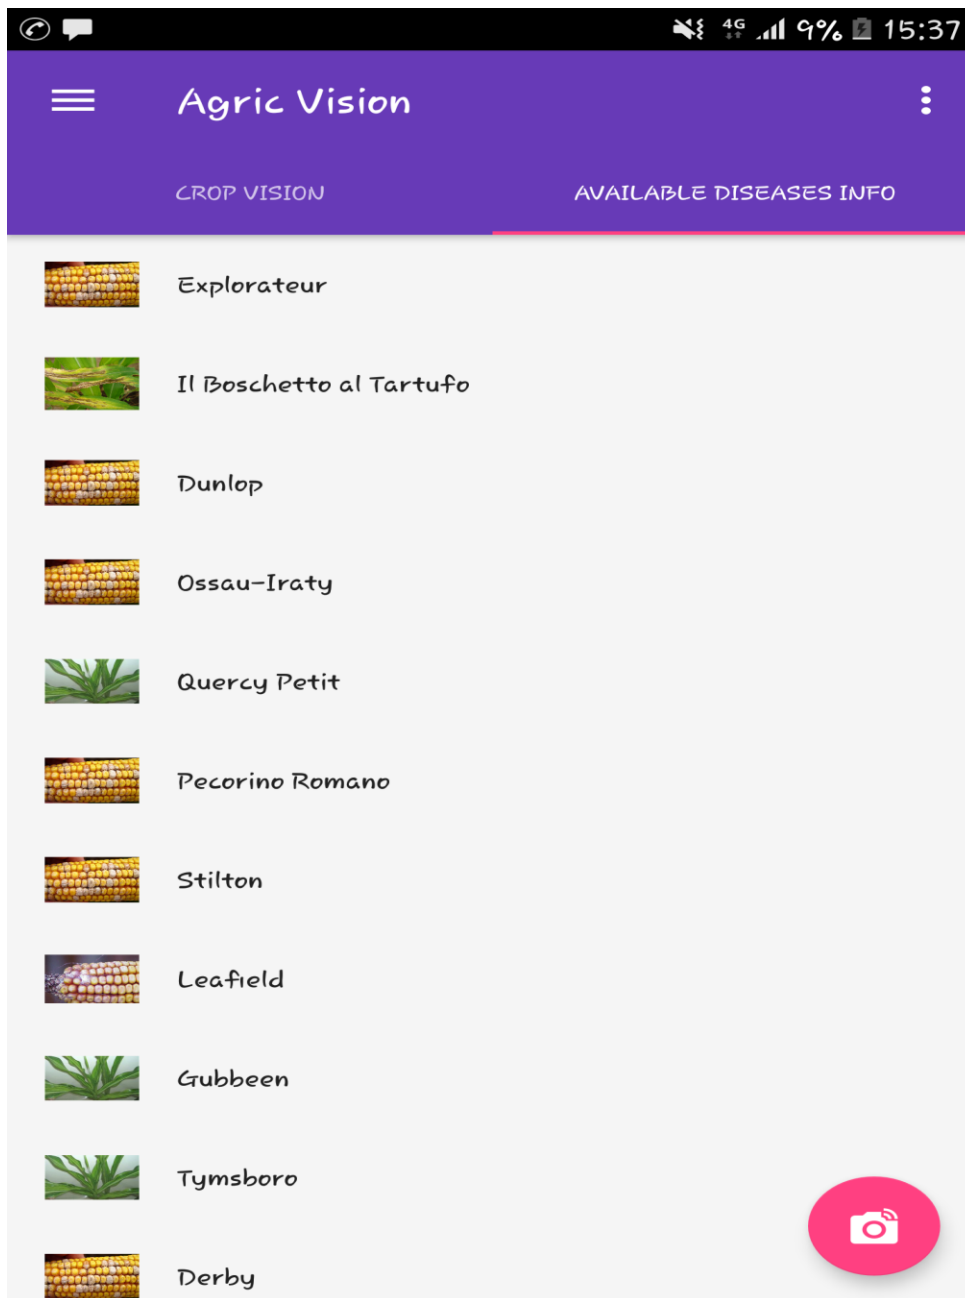 4G 9% 15:37
Agric Vision
CROP VISION AVAILABLE DISEASES INFO
Explorateur
Il Boschetto al Tartufo
Dunlop
Ossau-Iraty
Quercy Petit
Pecorino Romano
Stilton
Leafield
Gubbeen
Tymsboro
Derby